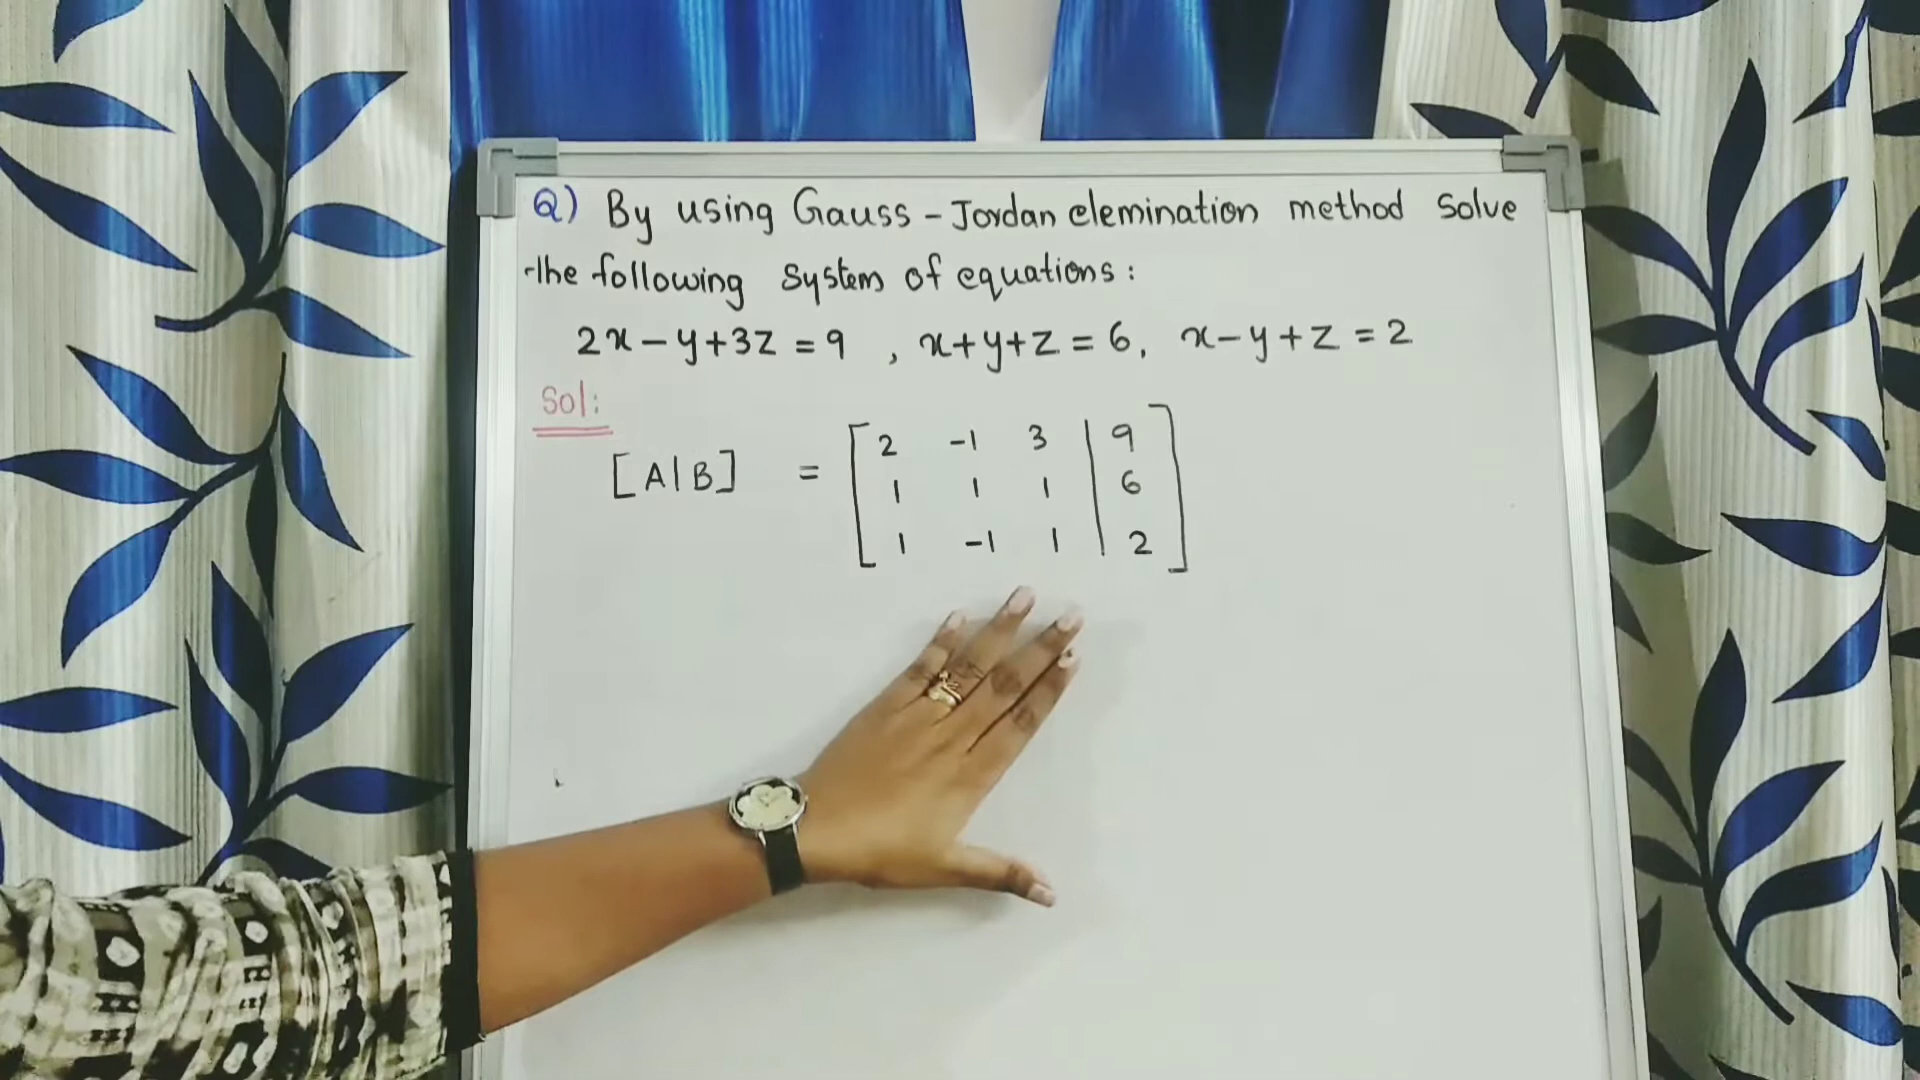 Q) By using Gauss - Jordan elemination method Solve
the following System of equations:
2x - y + 3z = 9 , x + y + z = 6, x - y + z = 2
Sol:
[A|B] = [ 2 -1 3 | 9
1 1 1 | 6
1 -1 1 | 2 ]